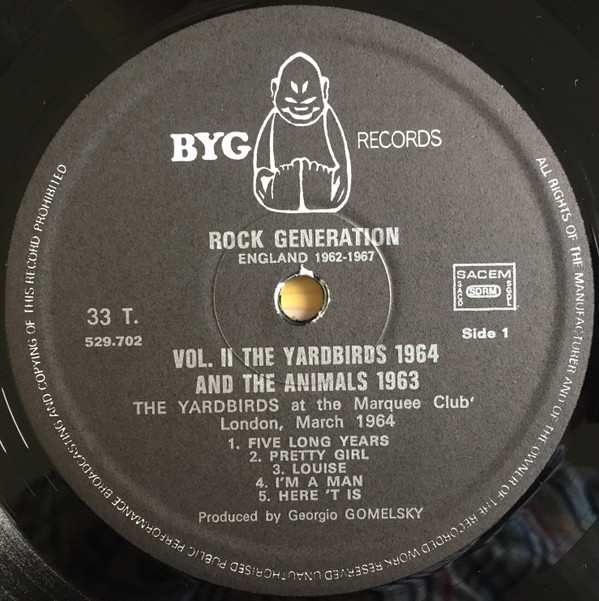 BYG RECORDS
ROCK GENERATION
ENGLAND 1962-1967
33 T.
529.702
SACEM
SACD SDRM SGDL
Side 1
VOL. II THE YARDBIRDS 1964
AND THE ANIMALS 1963
THE YARDBIRDS at the Marquee Club'
London, March 1964
1. FIVE LONG YEARS
2. PRETTY GIRL
3. LOUISE
4. I'M A MAN
5. HERE 'T IS
Produced by Georgio GOMELSKY
ALL RIGHTS OF THE MANUFACTURER AND OF THE OWNER OF THE RECORDED WORK RESERVED UNAUTHORISED PUBLIC PERFORMANCE BROADCASTING AND COPYING OF THIS RECORD PROHIBITED